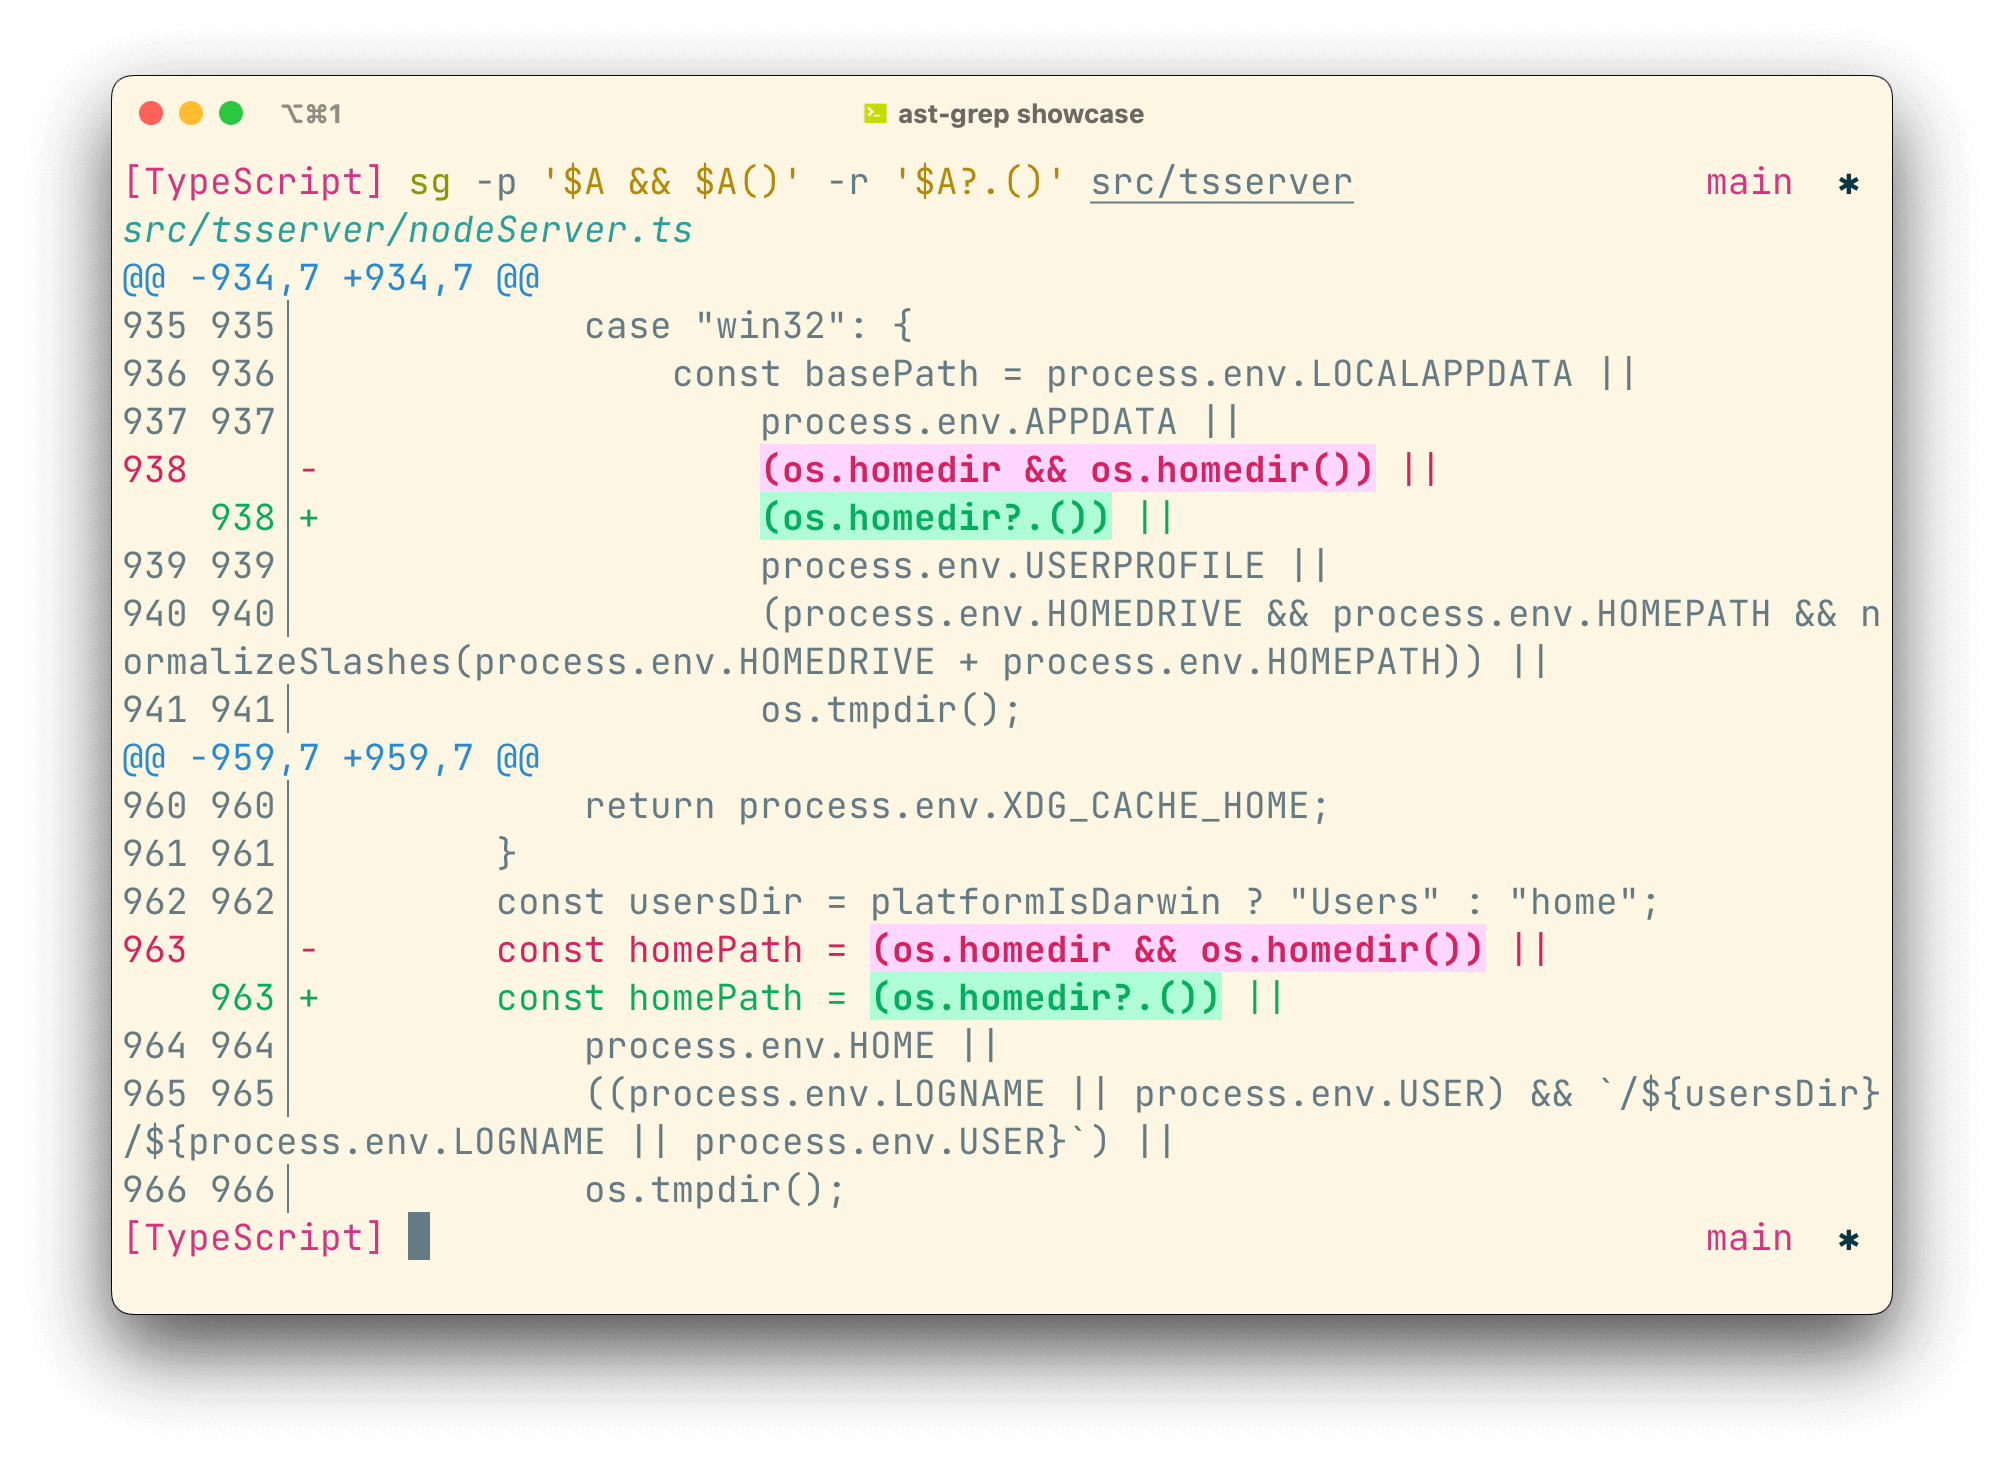 ⌥⌘1 ast-grep showcase
[TypeScript] sg -p '$A && $A()' -r '$A?.()' src/tsserver main ✱
src/tsserver/nodeServer.ts
@@ -934,7 +934,7 @@
935 935│ case "win32": {
936 936│ const basePath = process.env.LOCALAPPDATA ||
937 937│ process.env.APPDATA ||
938 │- (os.homedir && os.homedir()) ||
938│+ (os.homedir?.()) ||
939 939│ process.env.USERPROFILE ||
940 940│ (process.env.HOMEDRIVE && process.env.HOMEPATH && n
ormalizeSlashes(process.env.HOMEDRIVE + process.env.HOMEPATH)) ||
941 941│ os.tmpdir();
@@ -959,7 +959,7 @@
960 960│ return process.env.XDG_CACHE_HOME;
961 961│ }
962 962│ const usersDir = platformIsDarwin ? "Users" : "home";
963 │- const homePath = (os.homedir && os.homedir()) ||
963│+ const homePath = (os.homedir?.()) ||
964 964│ process.env.HOME ||
965 965│ ((process.env.LOGNAME || process.env.USER) && `/${usersDir}
/${process.env.LOGNAME || process.env.USER}`) ||
966 966│ os.tmpdir();
[TypeScript] main ✱